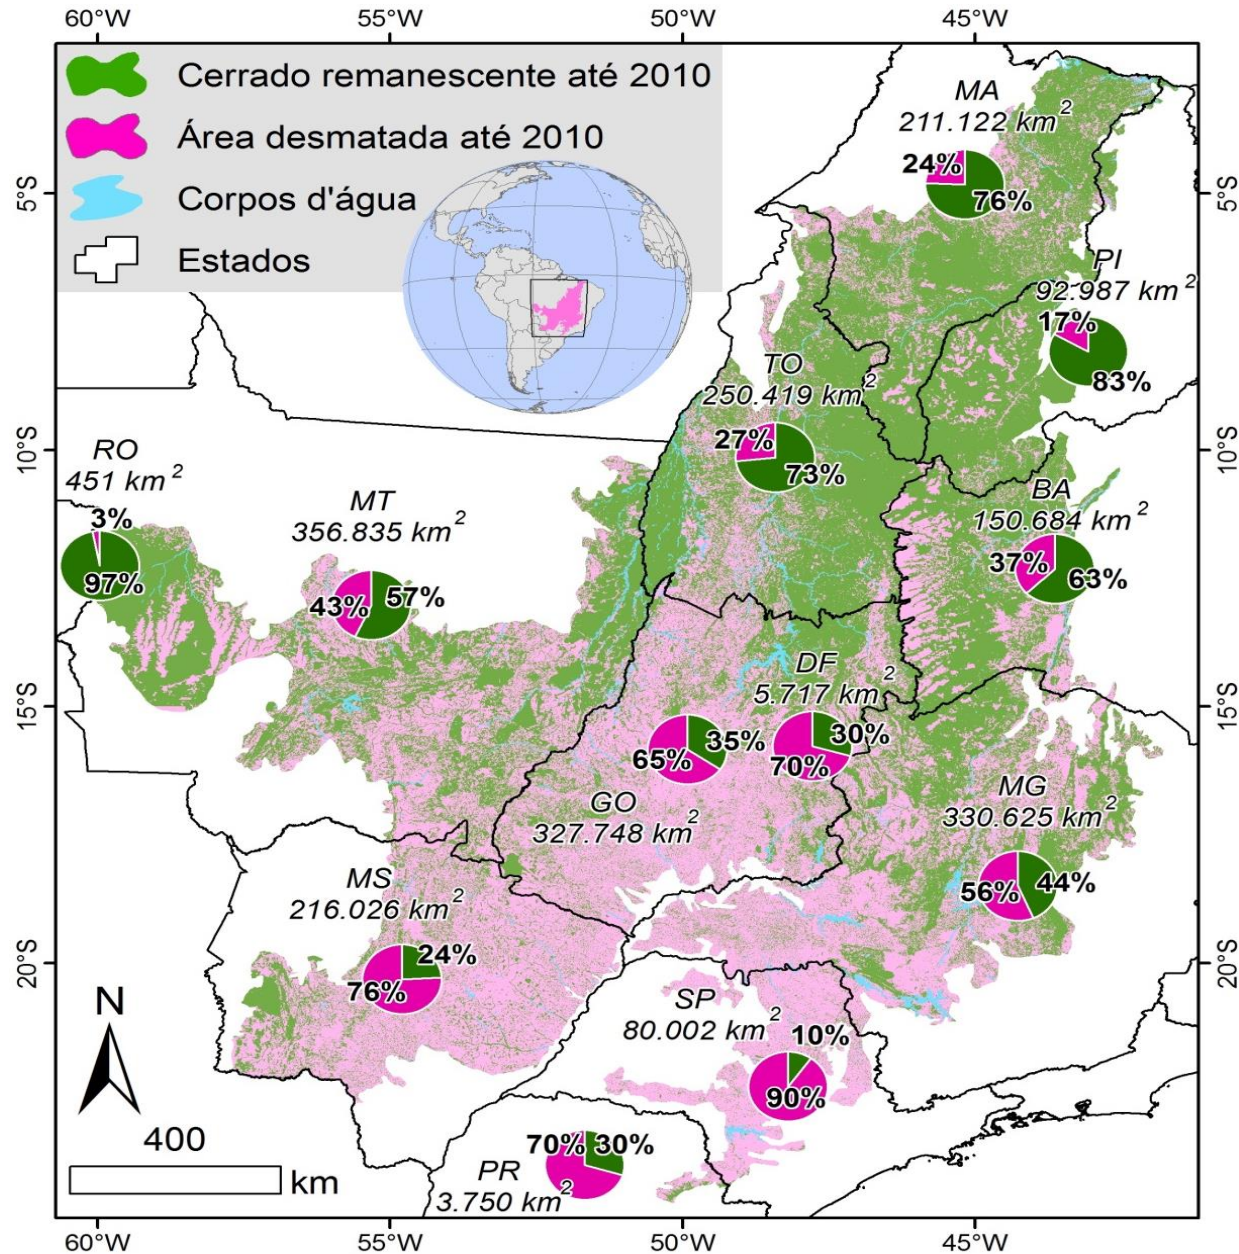 60°W 55°W 50°W 45°W
Cerrado remanescente até 2010
Área desmatada até 2010
Corpos d'água
Estados
MA
211.122 km²
24%
76%
5°S
5°S
PI
92.987 km²
17%
83%
TO
250.419 km²
27%
73%
10°S
10°S
RO
451 km²
3%
97%
MT
356.835 km²
43%
57%
BA
150.684 km²
37%
63%
DF
5.717 km²
30%
70%
15°S
15°S
65%
35%
GO
327.748 km²
MG
330.625 km²
56%
44%
MS
216.026 km²
24%
76%
20°S
20°S
SP
80.002 km²
10%
90%
N
400
km
70%
30%
PR
3.750 km²
60°W 55°W 50°W 45°W